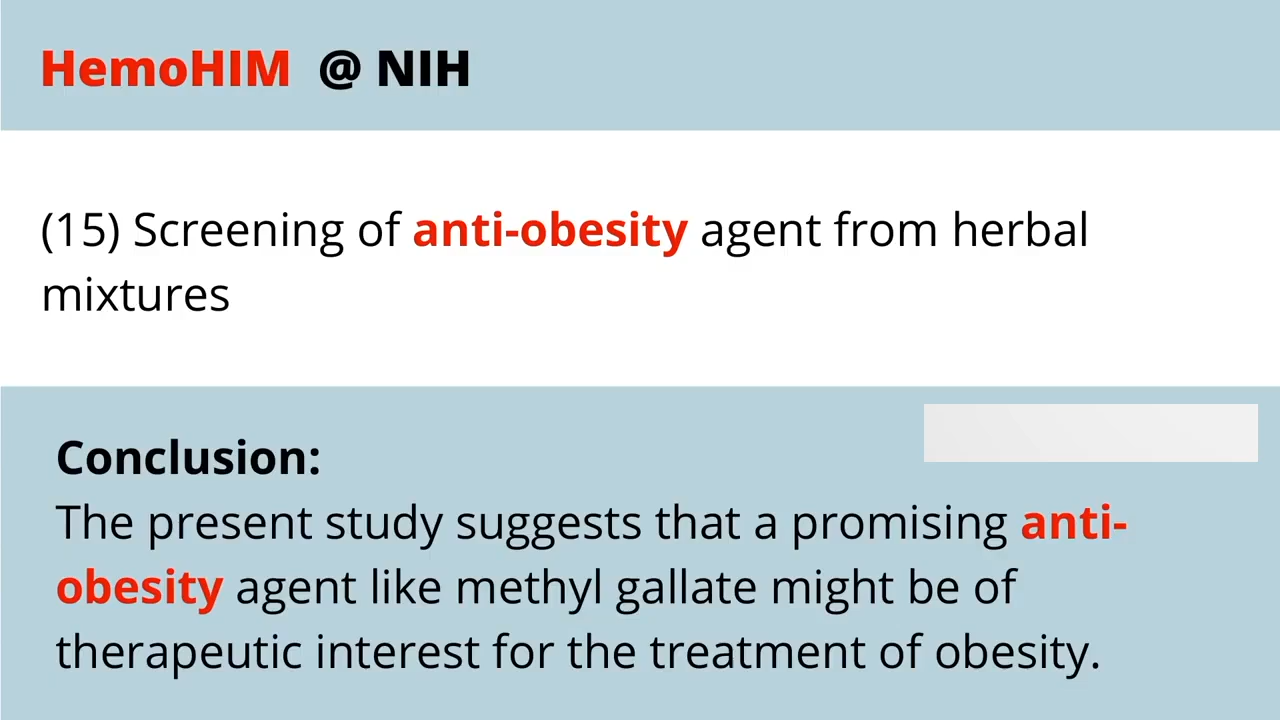 HemoHIM @ NIH
(15) Screening of anti-obesity agent from herbal
mixtures
Conclusion:
The present study suggests that a promising anti-
obesity agent like methyl gallate might be of
therapeutic interest for the treatment of obesity.